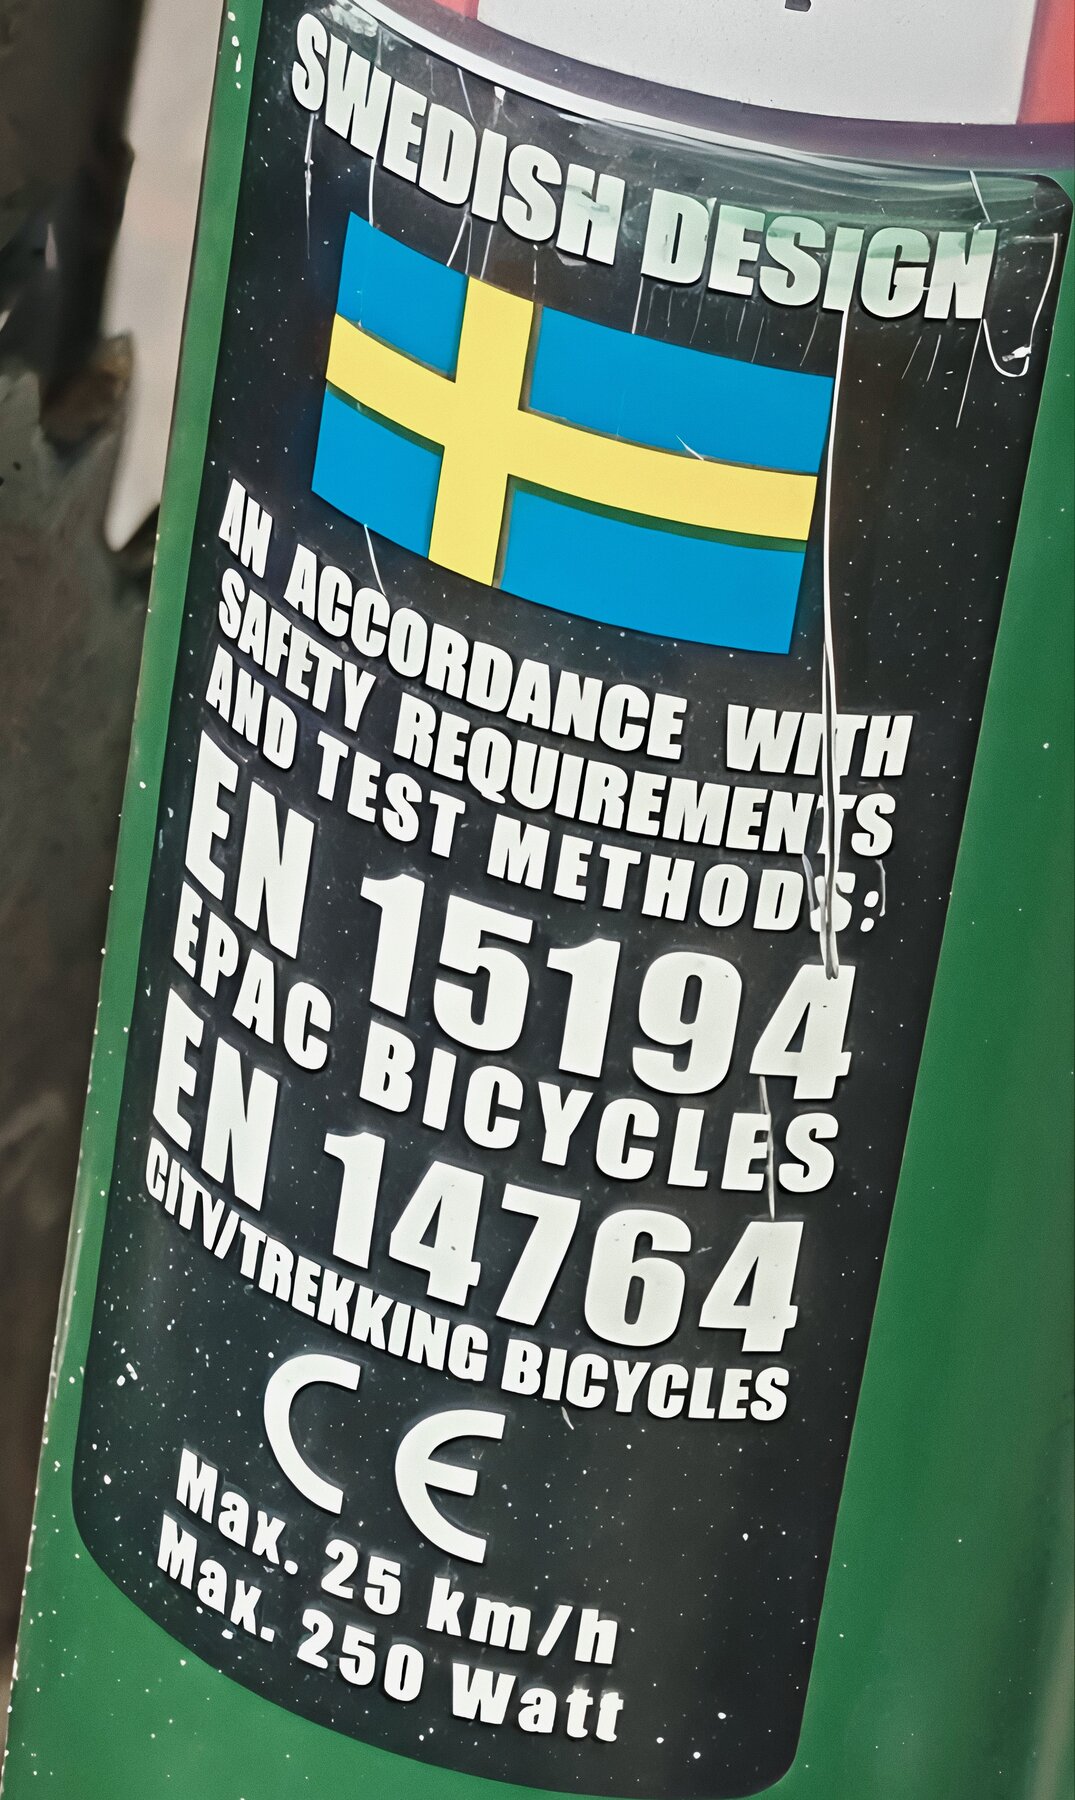 SWEDISH DESIGN
AN ACCORDANCE WITH
SAFETY REQUIREMENTS
AND TEST METHODS:
EN 15194
EPAC BICYCLES
EN 14764
CITY/TREKKING BICYCLES
CE
Max. 25 km/h
Max. 250 Watt